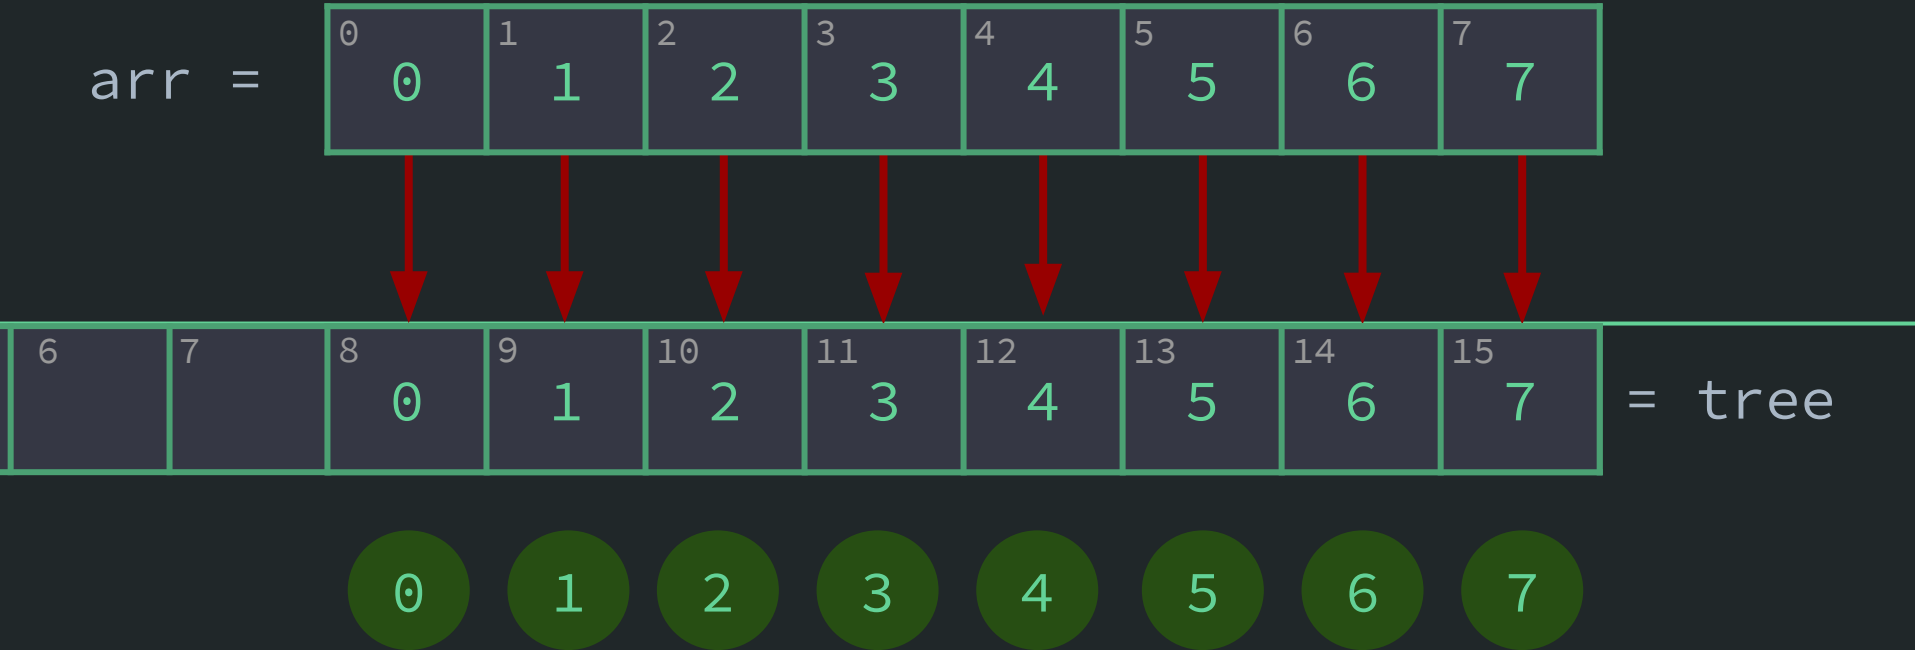 0 1 2 3 4 5 6 7
arr = 0 1 2 3 4 5 6 7
6 7 8 9 10 11 12 13 14 15
0 1 2 3 4 5 6 7 = tree
0 1 2 3 4 5 6 7